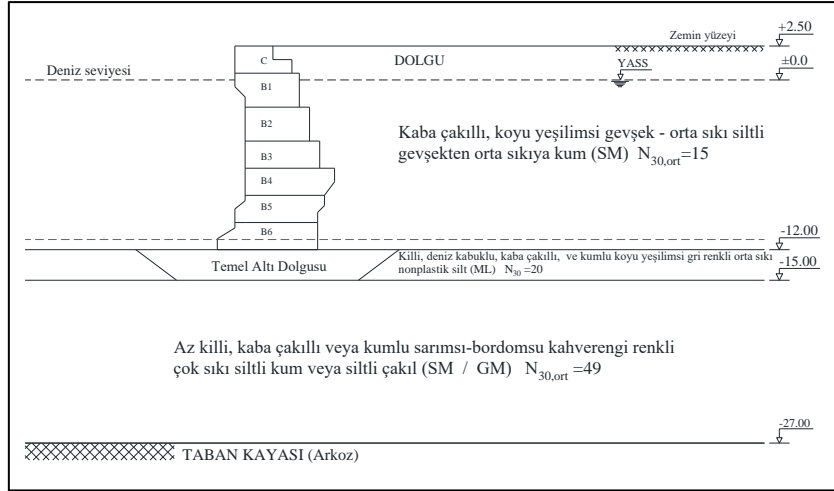 +2.50
Zemin yüzeyi
C
DOLGU
YASS
±0.0
Deniz seviyesi
B1
B2
Kaba çakıllı, koyu yeşilimsi gevşek - orta sıkı siltli
gevşekten orta sıkıya kum (SM) N30,ort=15
B3
B4
B5
B6
-12.00
Temel Altı Dolgusu
Killi, deniz kabuklu, kaba çakıllı, ve kumlu koyu yeşilimsi gri renkli orta sıkı
nonplastik silt (ML) N30 =20
-15.00
Az killi, kaba çakıllı veya kumlu sarımsı-bordomsu kahverengi renkli
çok sıkı siltli kum veya siltli çakıl (SM / GM) N30,ort =49
-27.00
TABAN KAYASI (Arkoz)